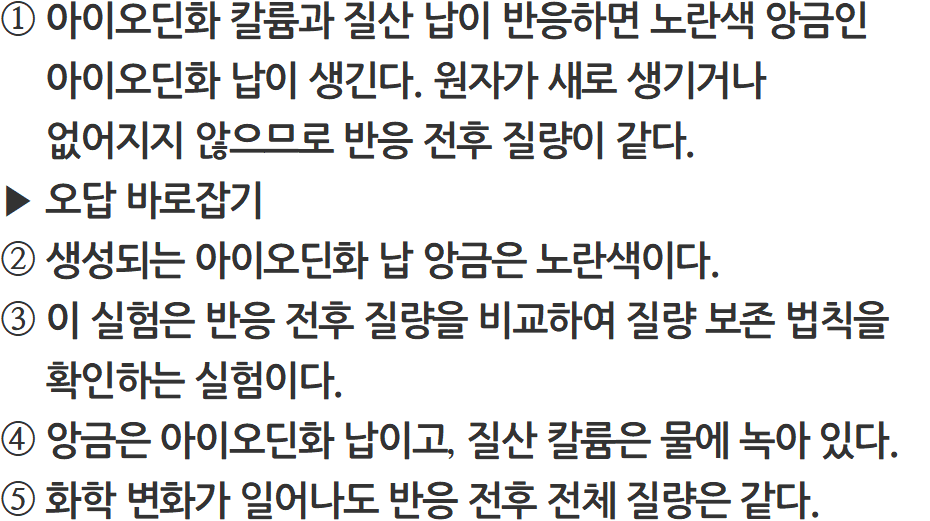 ① 아이오딘화 칼륨과 질산 납이 반응하면 노란색 앙금인
아이오딘화 납이 생긴다. 원자가 새로 생기거나
없어지지 않으므로 반응 전후 질량이 같다.
▶ 오답 바로잡기
② 생성되는 아이오딘화 납 앙금은 노란색이다.
③ 이 실험은 반응 전후 질량을 비교하여 질량 보존 법칙을
확인하는 실험이다.
④ 앙금은 아이오딘화 납이고, 질산 칼륨은 물에 녹아 있다.
⑤ 화학 변화가 일어나도 반응 전후 전체 질량은 같다.